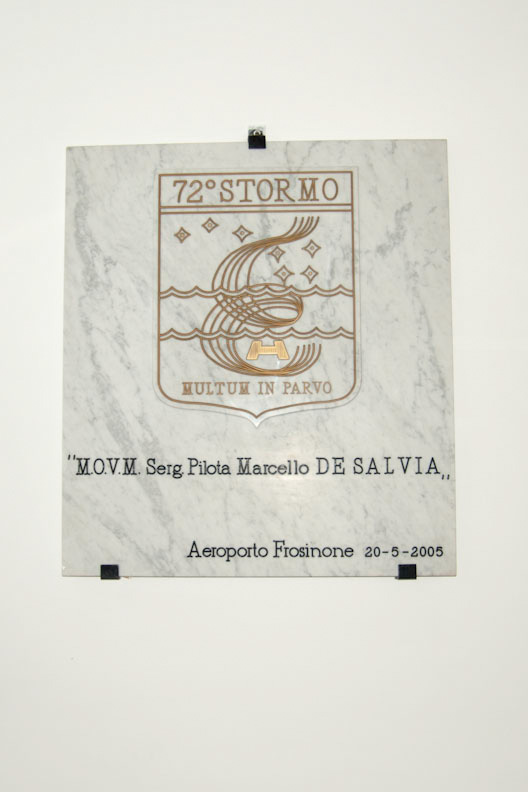 72° STORMO
MULTUM IN PARVO
"M.O.V.M. Serg. Pilota Marcello DE SALVIA„
Aeroporto Frosinone 20-5-2005